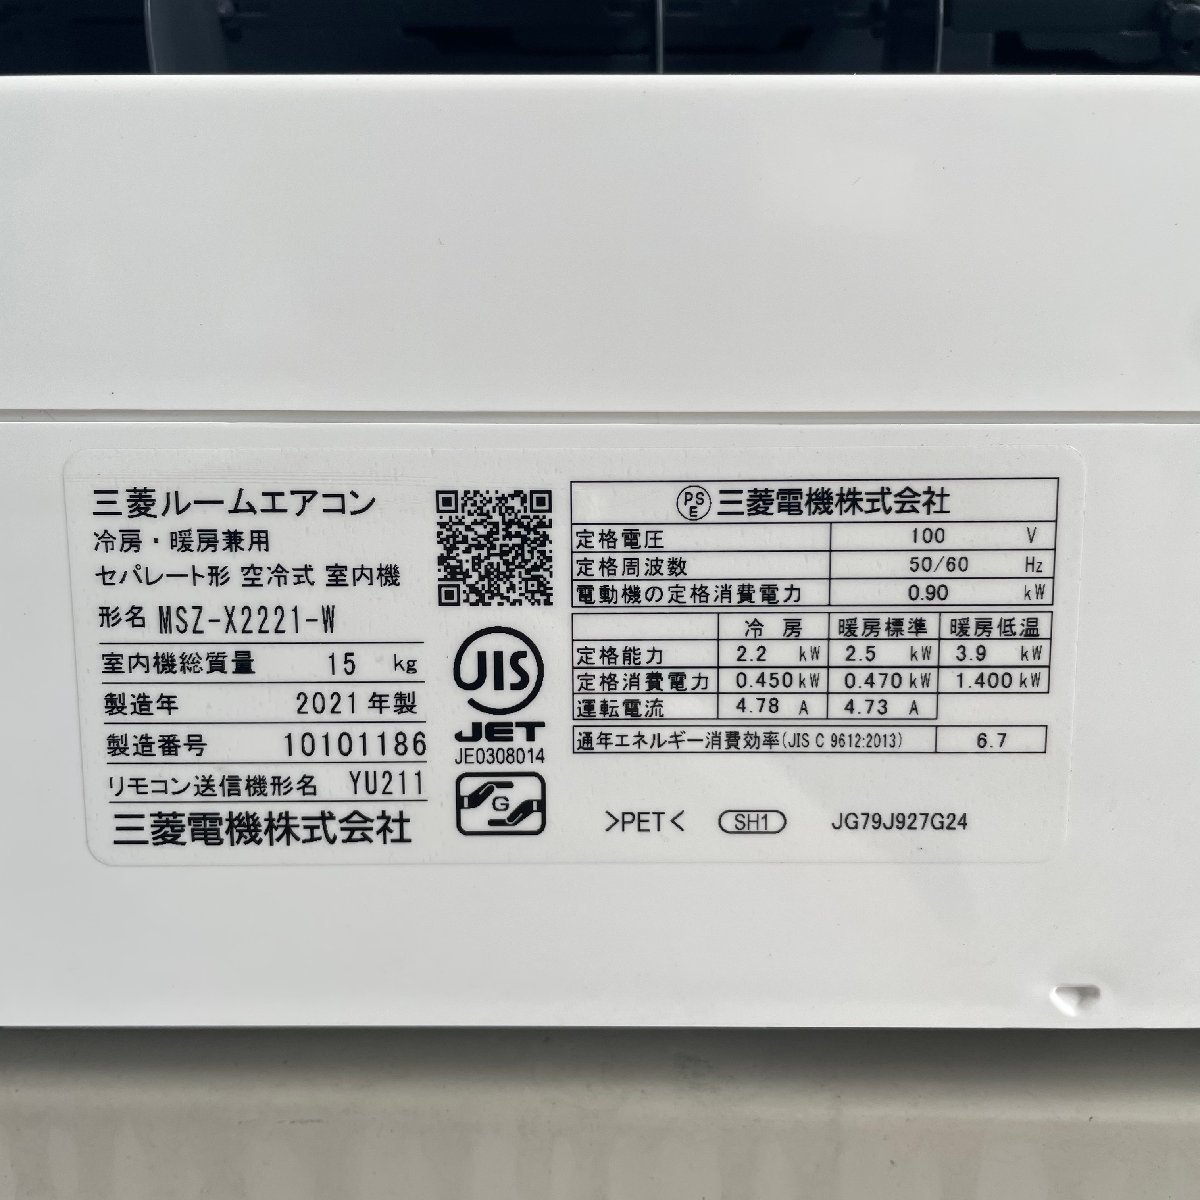 三菱ルームエアコン
冷房・暖房兼用
セパレート形 空冷式 室内機
形名 MSZ-X2221-W
室内機総質量 15 kg
製造年 2021年製
製造番号 10101186
リモコン送信機形名 YU211
三菱電機株式会社
JIS
JET
JE0308014
G
PSE 三菱電機株式会社
定格電圧 100 V
定格周波数 50/60 Hz
電動機の定格消費電力 0.90 kW
冷房 暖房標準 暖房低温
定格能力 2.2 kW 2.5 kW 3.9 kW
定格消費電力 0.450 kW 0.470 kW 1.400 kW
運転電流 4.78 A 4.73 A
通年エネルギー消費効率(JIS C 9612:2013) 6.7
>PET< SH1 JG79J927G24